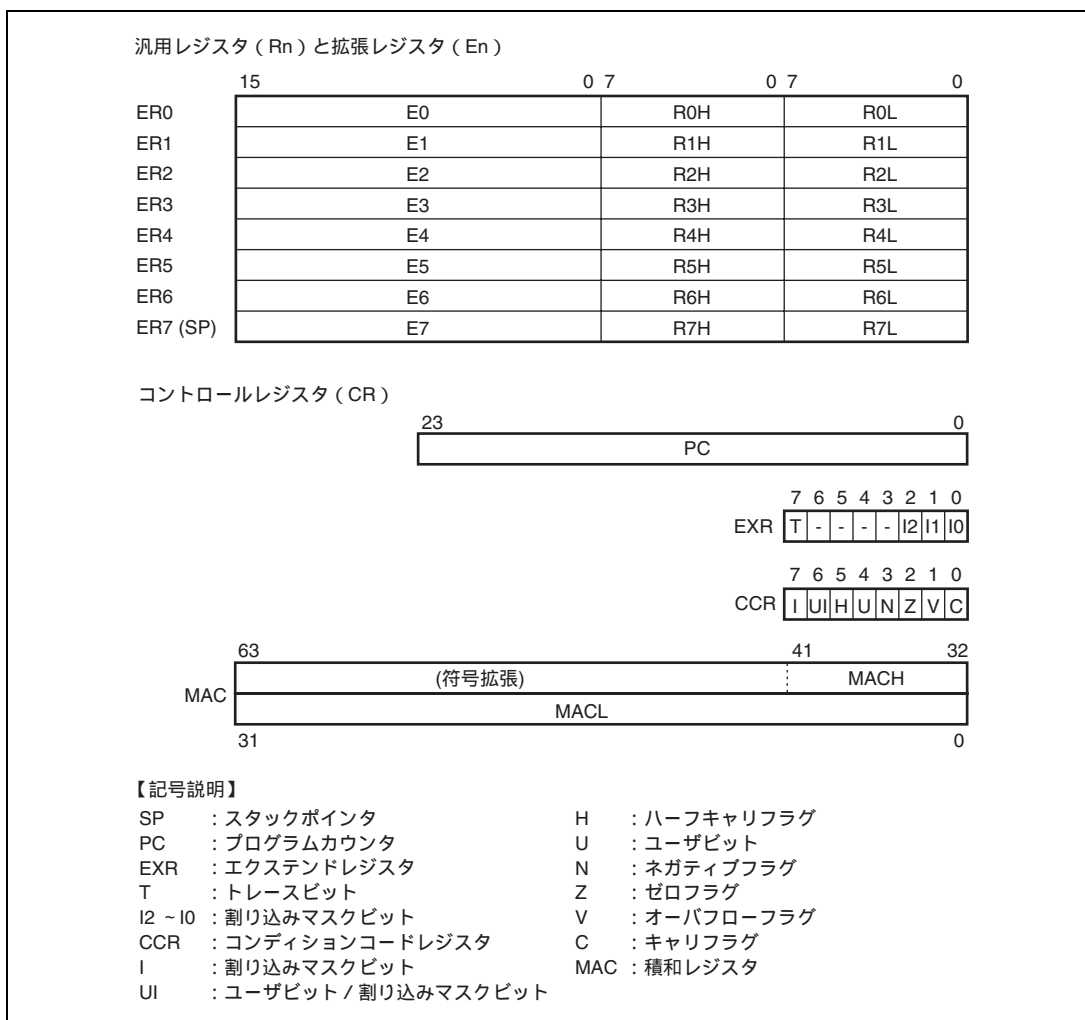 汎用レジスタ(Rn)と拡張レジスタ(En)
15 0 7 0 7 0
ER0 E0 R0H R0L
ER1 E1 R1H R1L
ER2 E2 R2H R2L
ER3 E3 R3H R3L
ER4 E4 R4H R4L
ER5 E5 R5H R5L
ER6 E6 R6H R6L
ER7 (SP) E7 R7H R7L
コントロールレジスタ(CR)
23 0
PC
7 6 5 4 3 2 1 0
EXR T - - - - I2 I1 I0
7 6 5 4 3 2 1 0
CCR I UI H U N Z V C
63 41 32
(符号拡張) MACH
MAC
MACL
31 0
【記号説明】
SP :スタックポインタ
PC :プログラムカウンタ
EXR :エクステンドレジスタ
T :トレースビット
I2 ~I0 :割り込みマスクビット
CCR :コンディションコードレジスタ
I :割り込みマスクビット
UI :ユーザビット / 割り込みマスクビット
H :ハーフキャリフラグ
U :ユーザビット
N :ネガティブフラグ
Z :ゼロフラグ
V :オーバフローフラグ
C :キャリフラグ
MAC :積和レジスタ